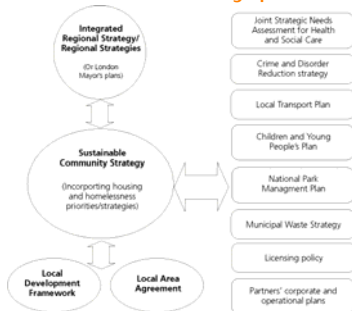 Integrated
Regional Strategy/
Regional Strategies
(Or London
Mayor's plans)
Sustainable
Community Strategy
(Incorporting housing
and homelessness
priorities/strategies)
Local
Development
Framework
Local Area
Agreement
Joint Strategic Needs
Assessment for Health
and Social Care
Crime and Disorder
Reduction strategy
Local Transport Plan
Children and Young
People's Plan
National Park
Managment Plan
Municipal Waste Strategy
Licensing policy
Partners' corporate and
operational plans